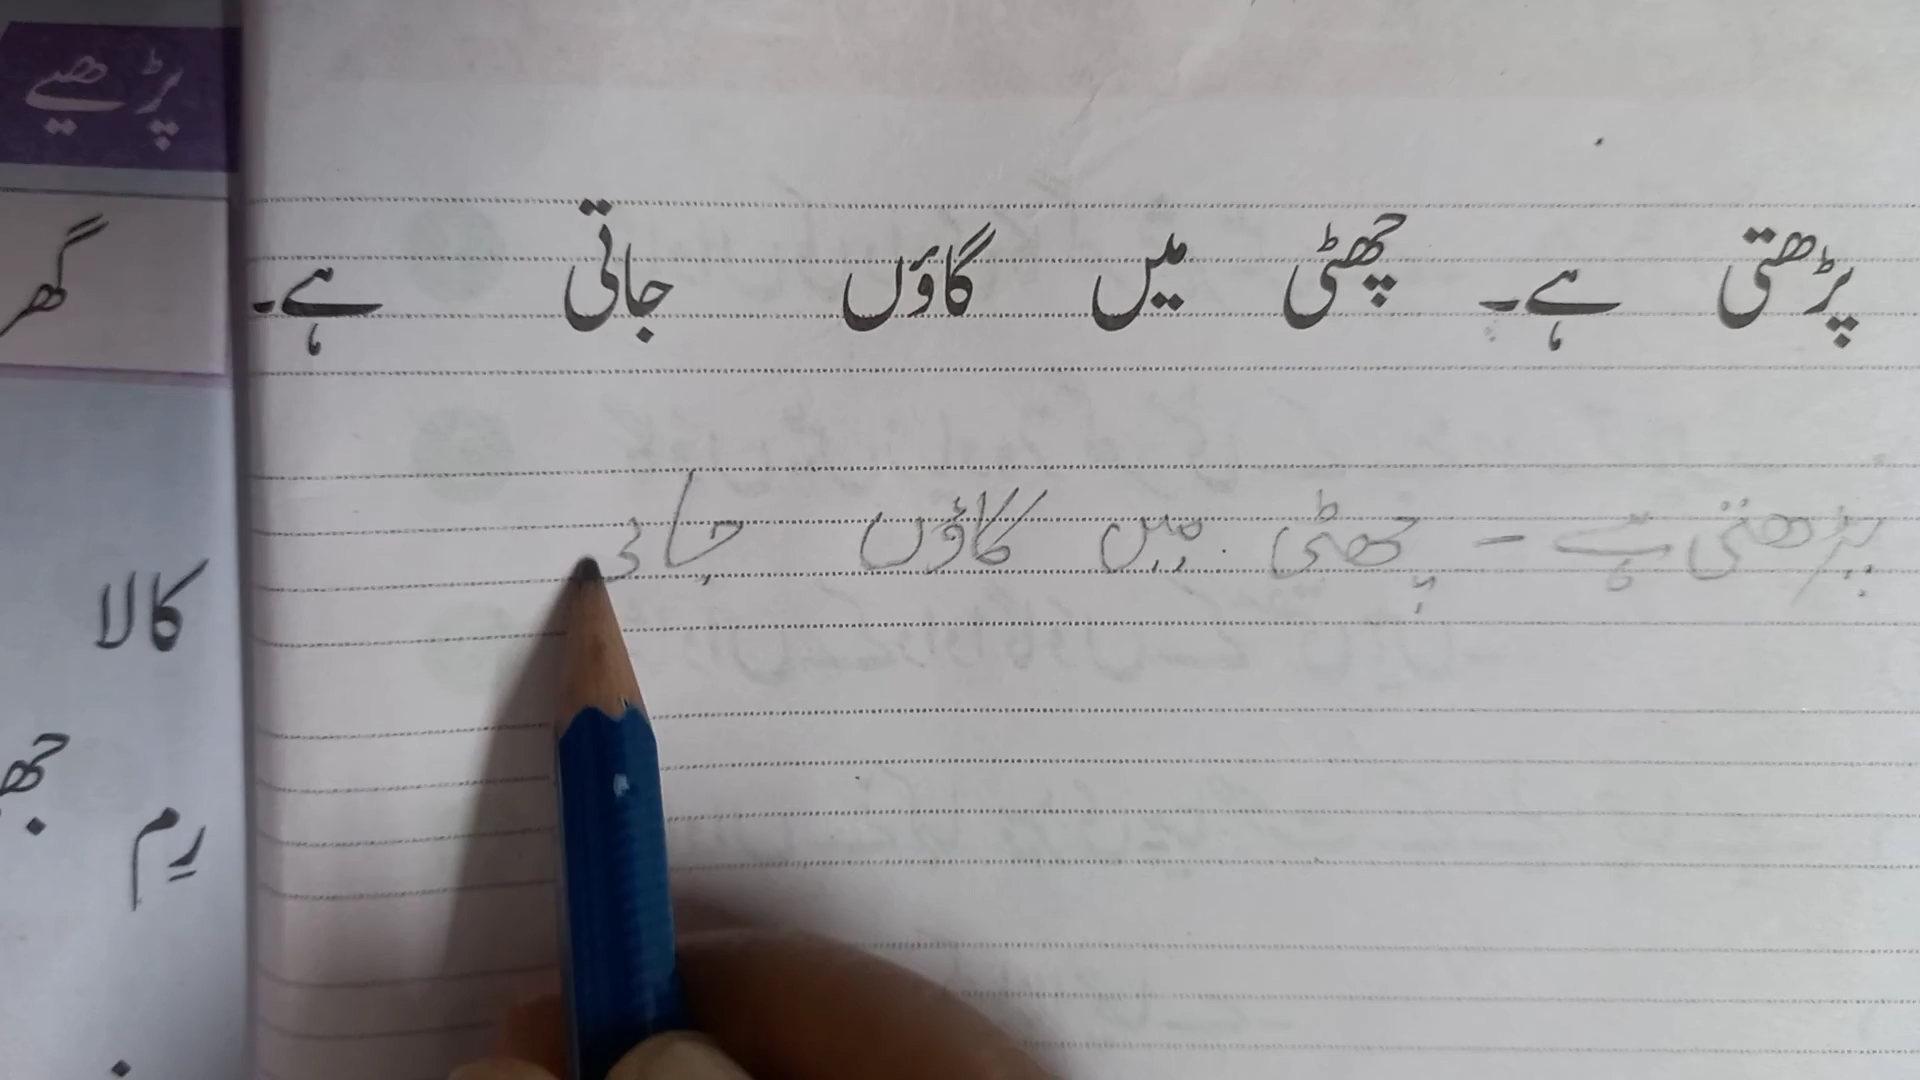 پڑھتی ہے۔ چھٹی میں گاؤں جاتی ہے۔
پڑھتی ہے - چھٹی میں گاؤں جاتی
پڑھیے
گھر
کالا
رِم